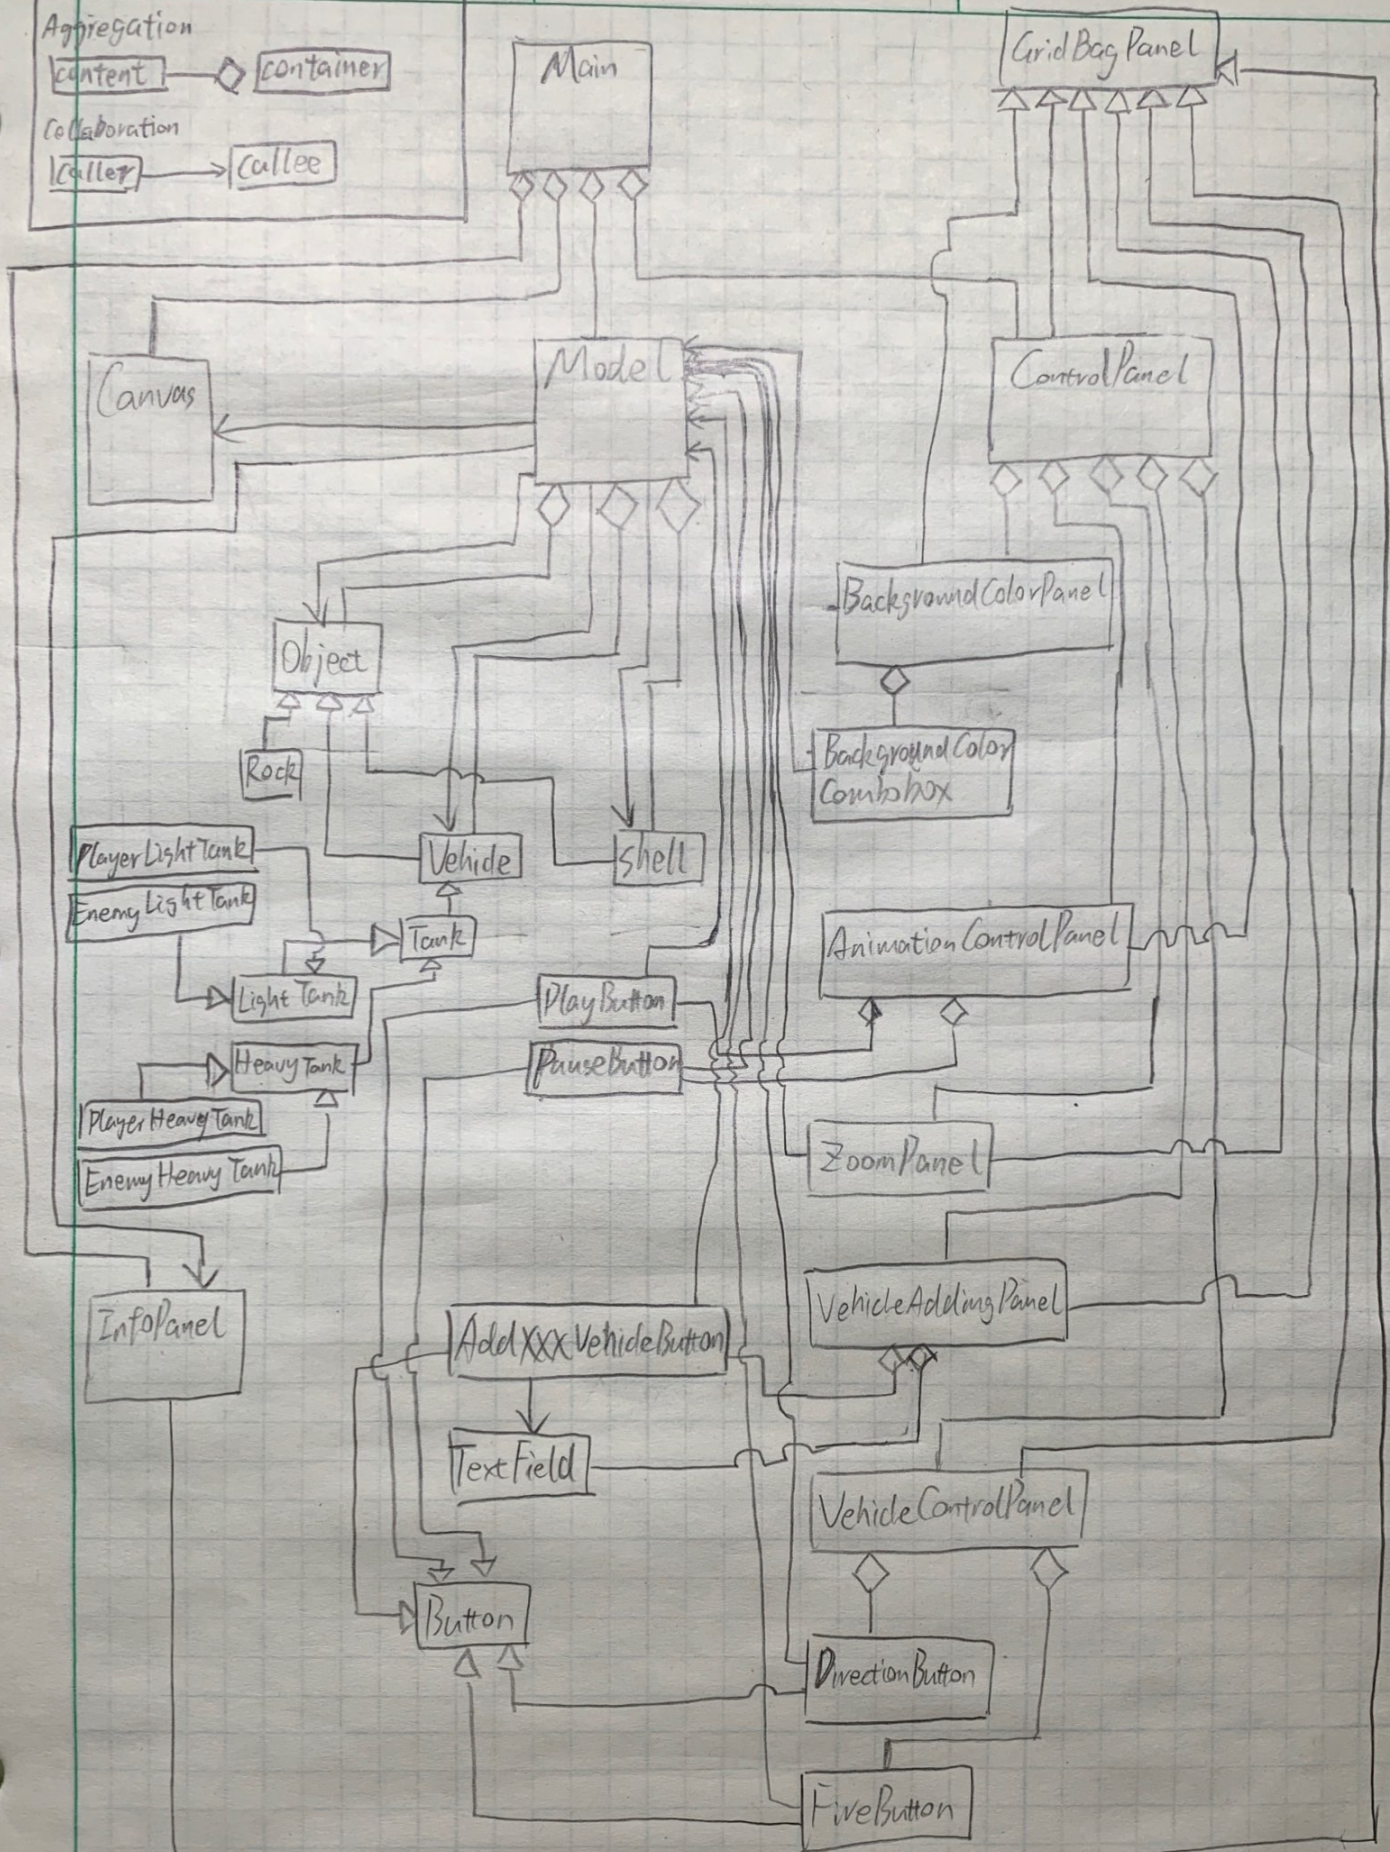 Aggregation
content
container
Collaboration
caller
callee
Main
GridBagPanel
Canvas
Model
ControlPanel
BackgroundColorPanel
Object
BackgroundColor
Combobox
Rock
PlayerLightTank
Vehicle
shell
EnemyLightTank
Tank
AnimationControlPanel
LightTank
PlayButton
HeavyTank
PauseButton
PlayerHeavyTank
ZoomPanel
EnemyHeavyTank
InfoPanel
VehicleAddingPanel
AddXXXVehicleButton
TextField
VehicleControlPanel
Button
DirectionButton
FireButton